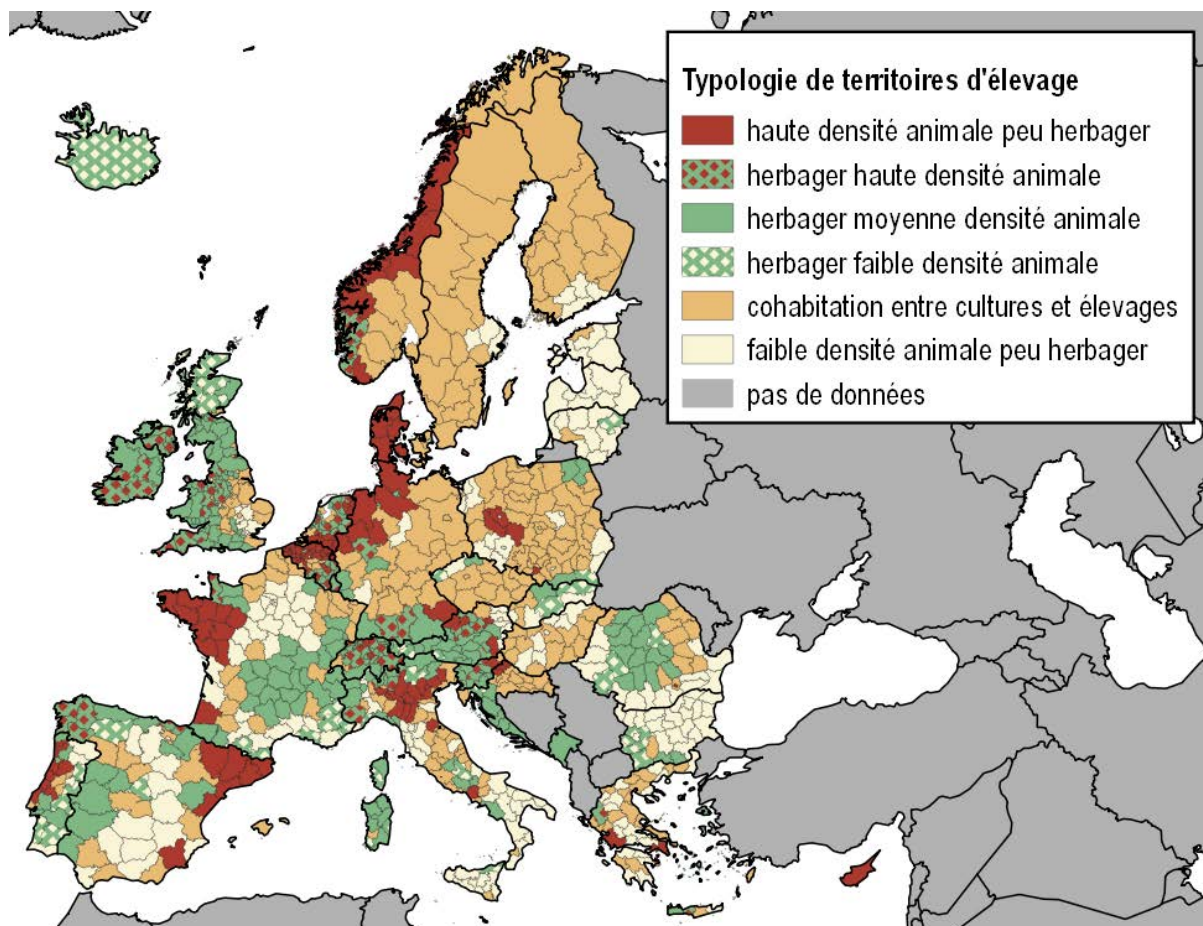 Typologie de territoires d'élevage
haute densité animale peu herbager
herbager haute densité animale
herbager moyenne densité animale
herbager faible densité animale
cohabitation entre cultures et élevages
faible densité animale peu herbager
pas de données